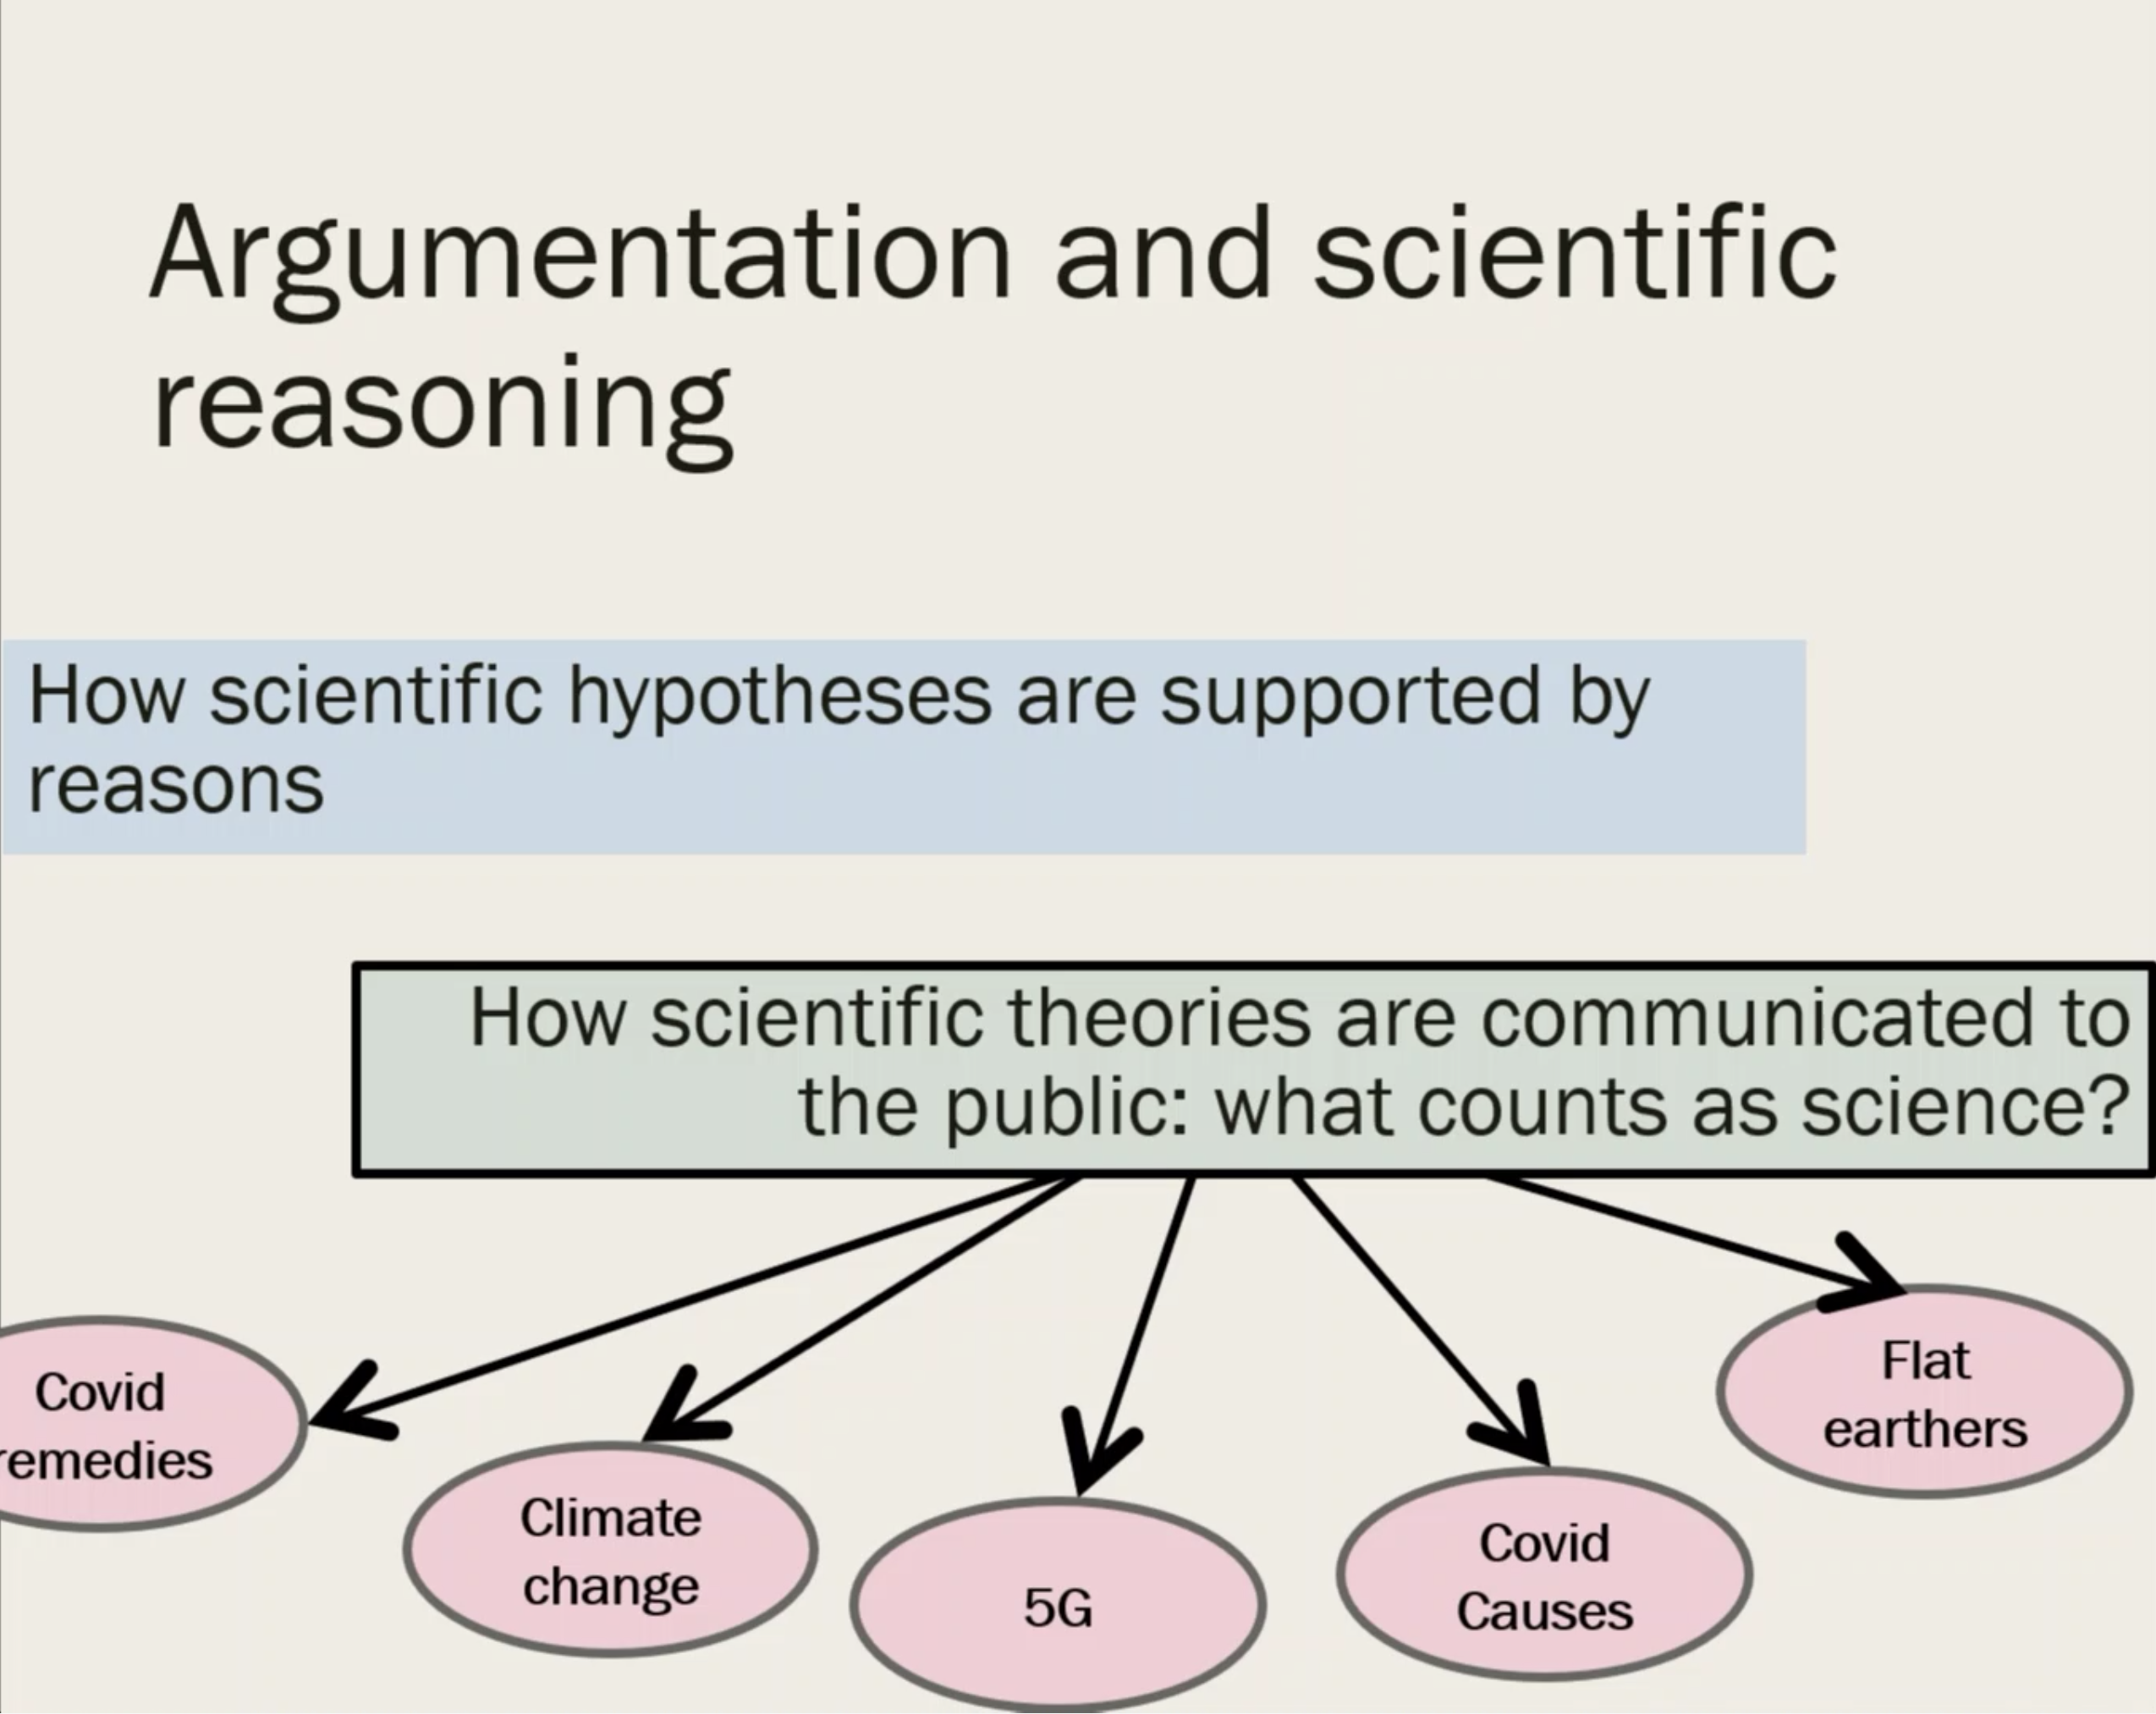 Argumentation and scientific
reasoning
How scientific hypotheses are supported by
reasons
How scientific theories are communicated to
the public: what counts as science?
Covid
remedies
Climate
change
5G
Covid
Causes
Flat
earthers